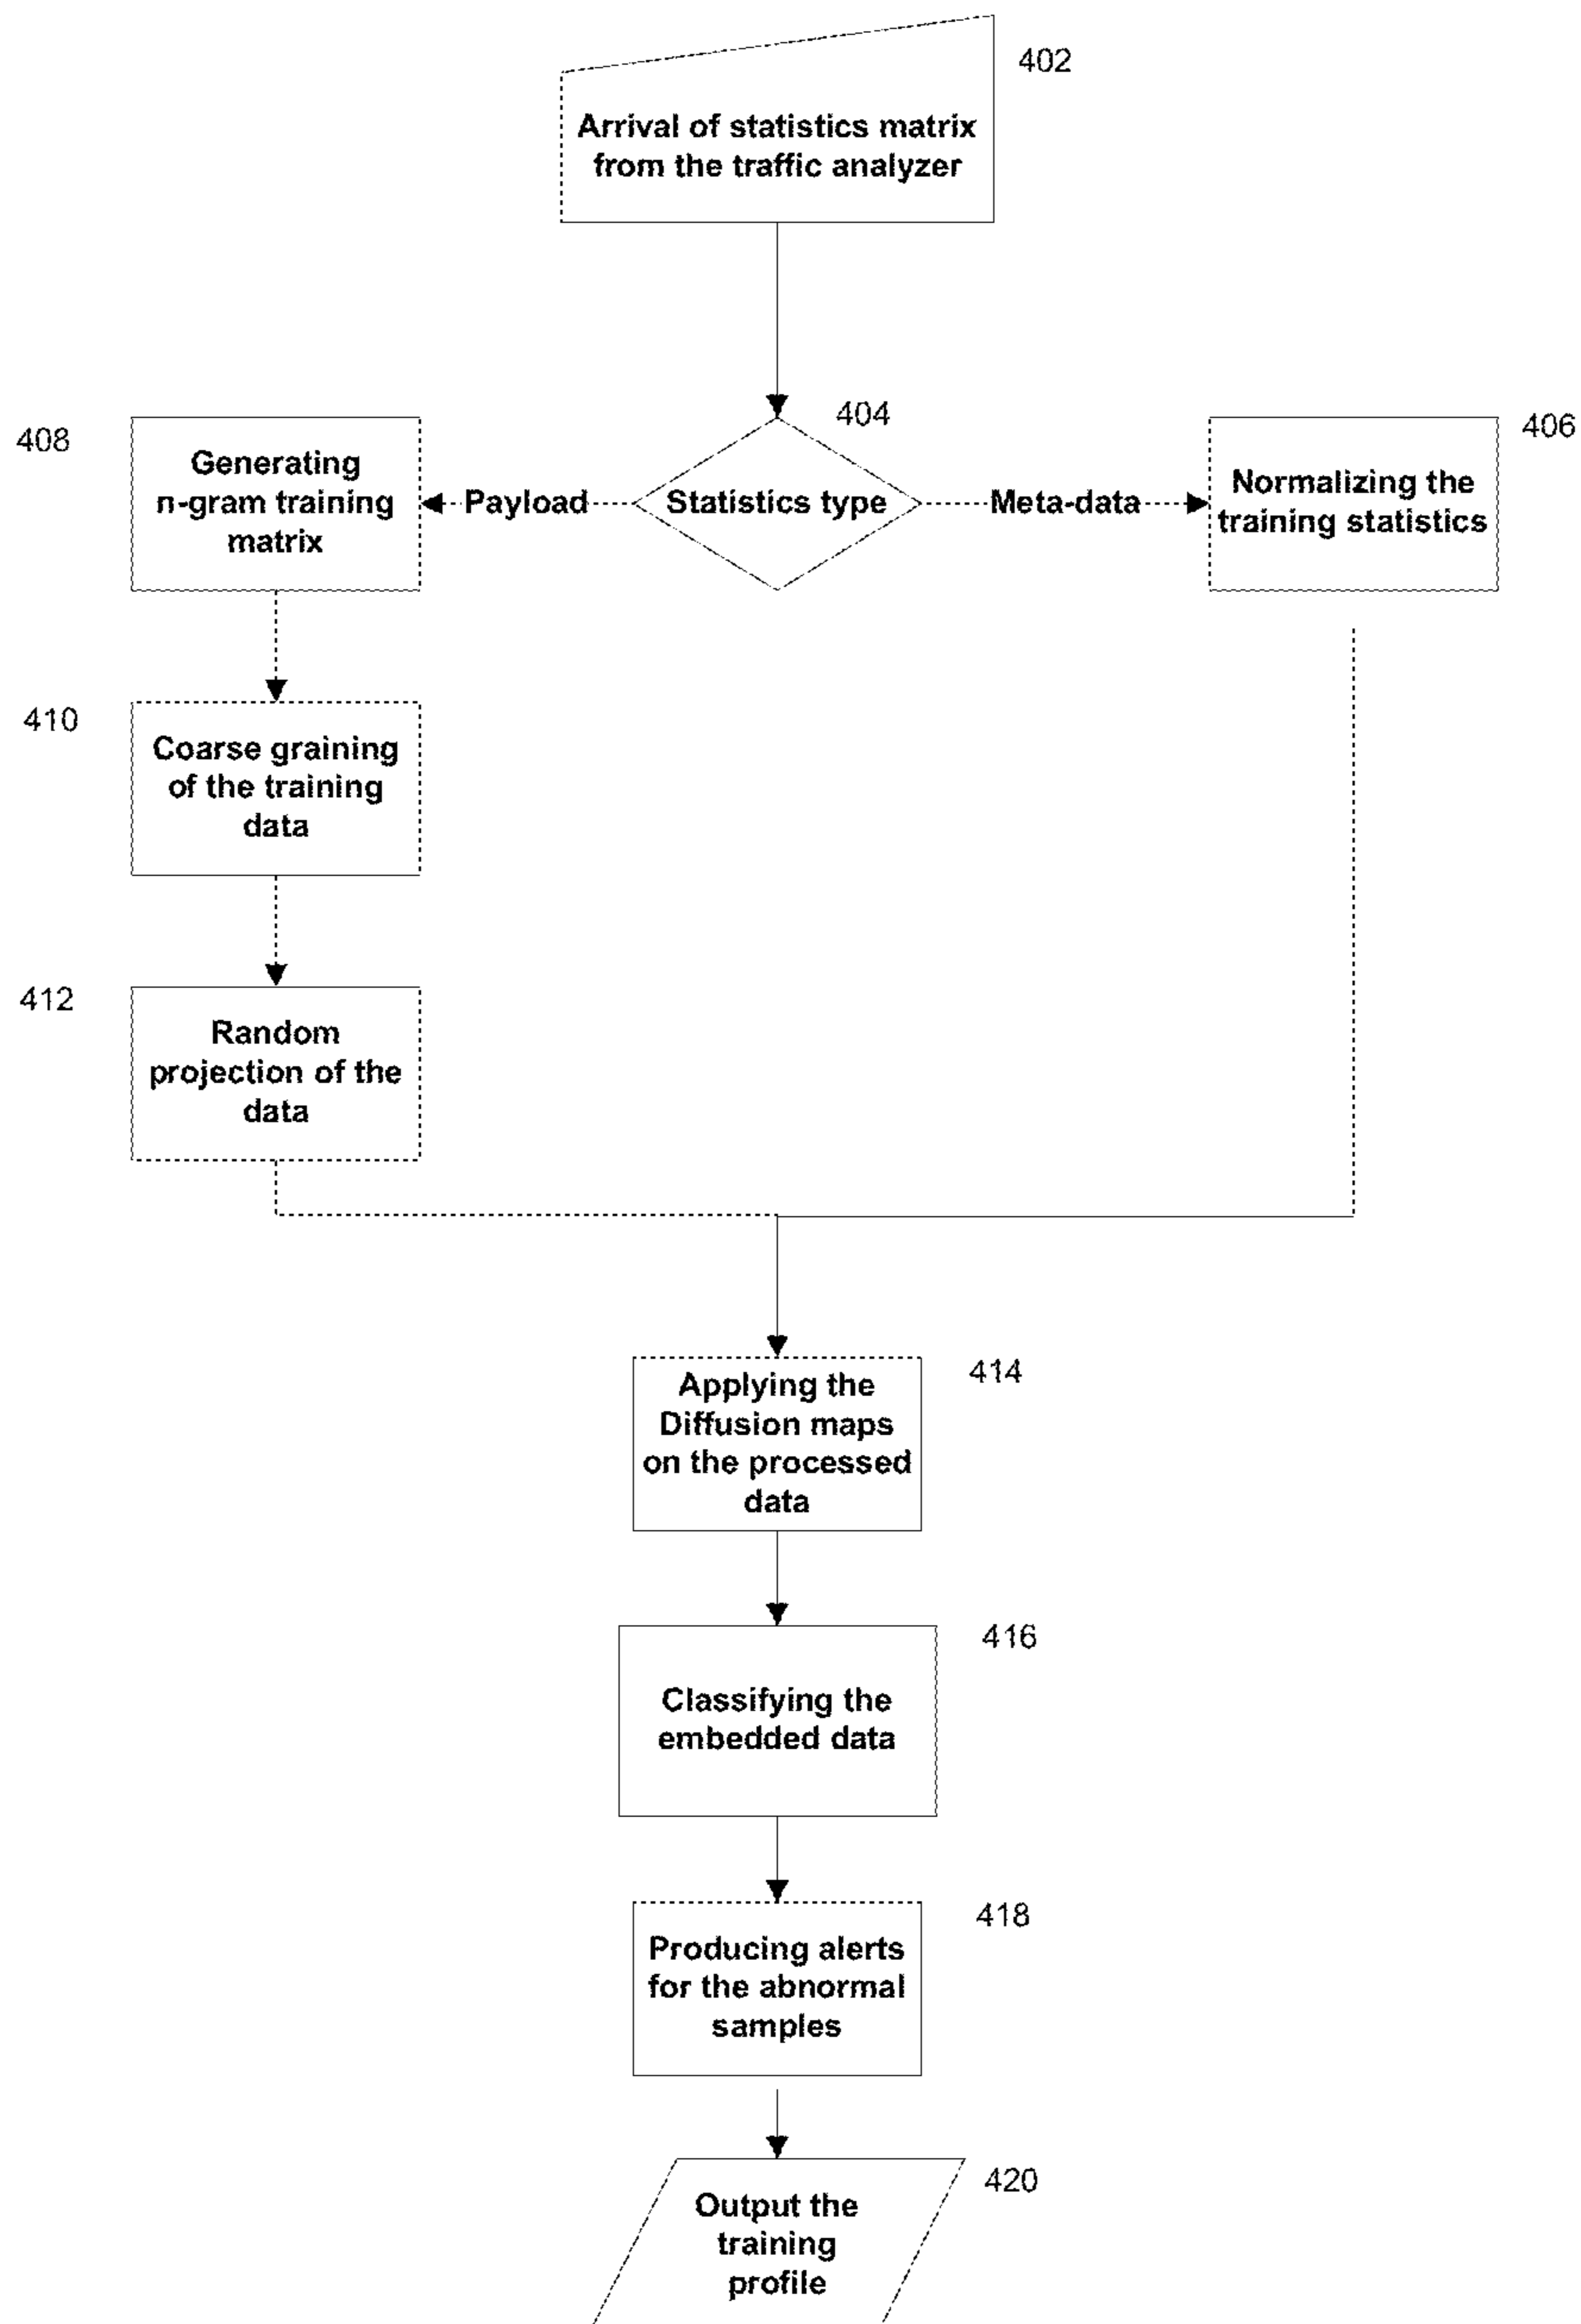 402
Arrival of statistics matrix
from the traffic analyzer
404
408
Generating
n-gram training
matrix
Payload
Statistics type
Meta-data
406
Normalizing the
training statistics
410
Coarse graining
of the training
data
412
Random
projection of the
data
414
Applying the
Diffusion maps
on the processed
data
416
Classifying the
embedded data
418
Producing alerts
for the abnormal
samples
420
Output the
training
profile